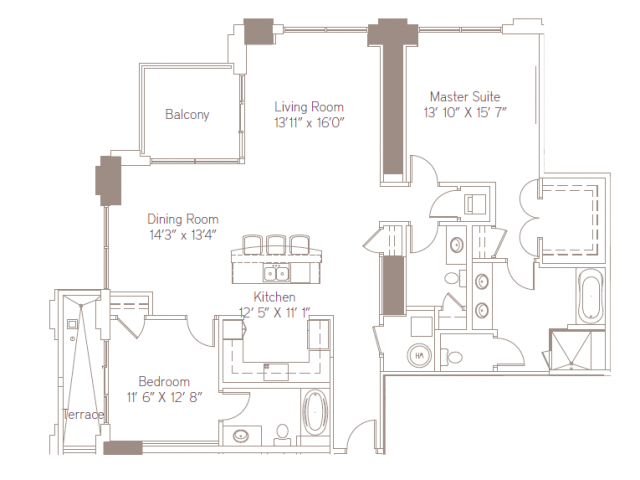 Living Room
13'11" x 16'0"
Master Suite
13' 10" X 15' 7"
Balcony
Dining Room
14'3" x 13'4"
Kitchen
12' 5" X 11' 1"
HW
Bedroom
11' 6" X 12' 8"
Terrace